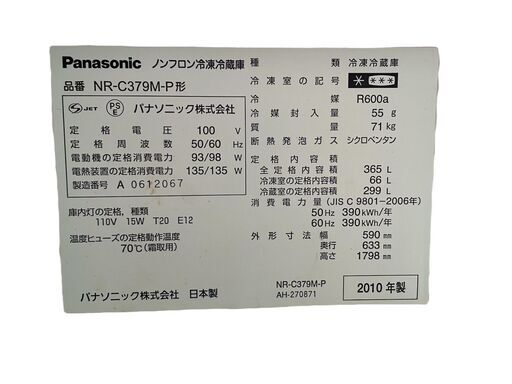 Panasonic ノンフロン冷凍冷蔵庫
品番 NR-C379M-P形
S JET PS E パナソニック株式会社
定格電圧 100 V
定格周波数 50/60 Hz
電動機の定格消費電力 93/98 W
電熱装置の定格消費電力 135/135 W
製造番号 A 0612067
庫内灯の定格,種類
110V 15W T20 E12
温度ヒューズの定格動作温度
70℃(霜取用)
パナソニック株式会社 日本製
種類 冷凍冷蔵庫
冷凍室の記号 * ***
冷媒 R600a
冷媒封入量 55 g
質量 71 kg
断熱発泡ガス シクロペンタン
定格内容積
全定格内容積 365 L
冷凍室の定格内容積 66 L
冷蔵室の定格内容積 299 L
消費電力量(JIS C 9801-2006年)
50 Hz 390 kWh/年
60 Hz 390 kWh/年
外形寸法 幅 590 mm
奥行 633 mm
高さ 1798 mm
NR-C379M-P
AH-270871
2010 年製